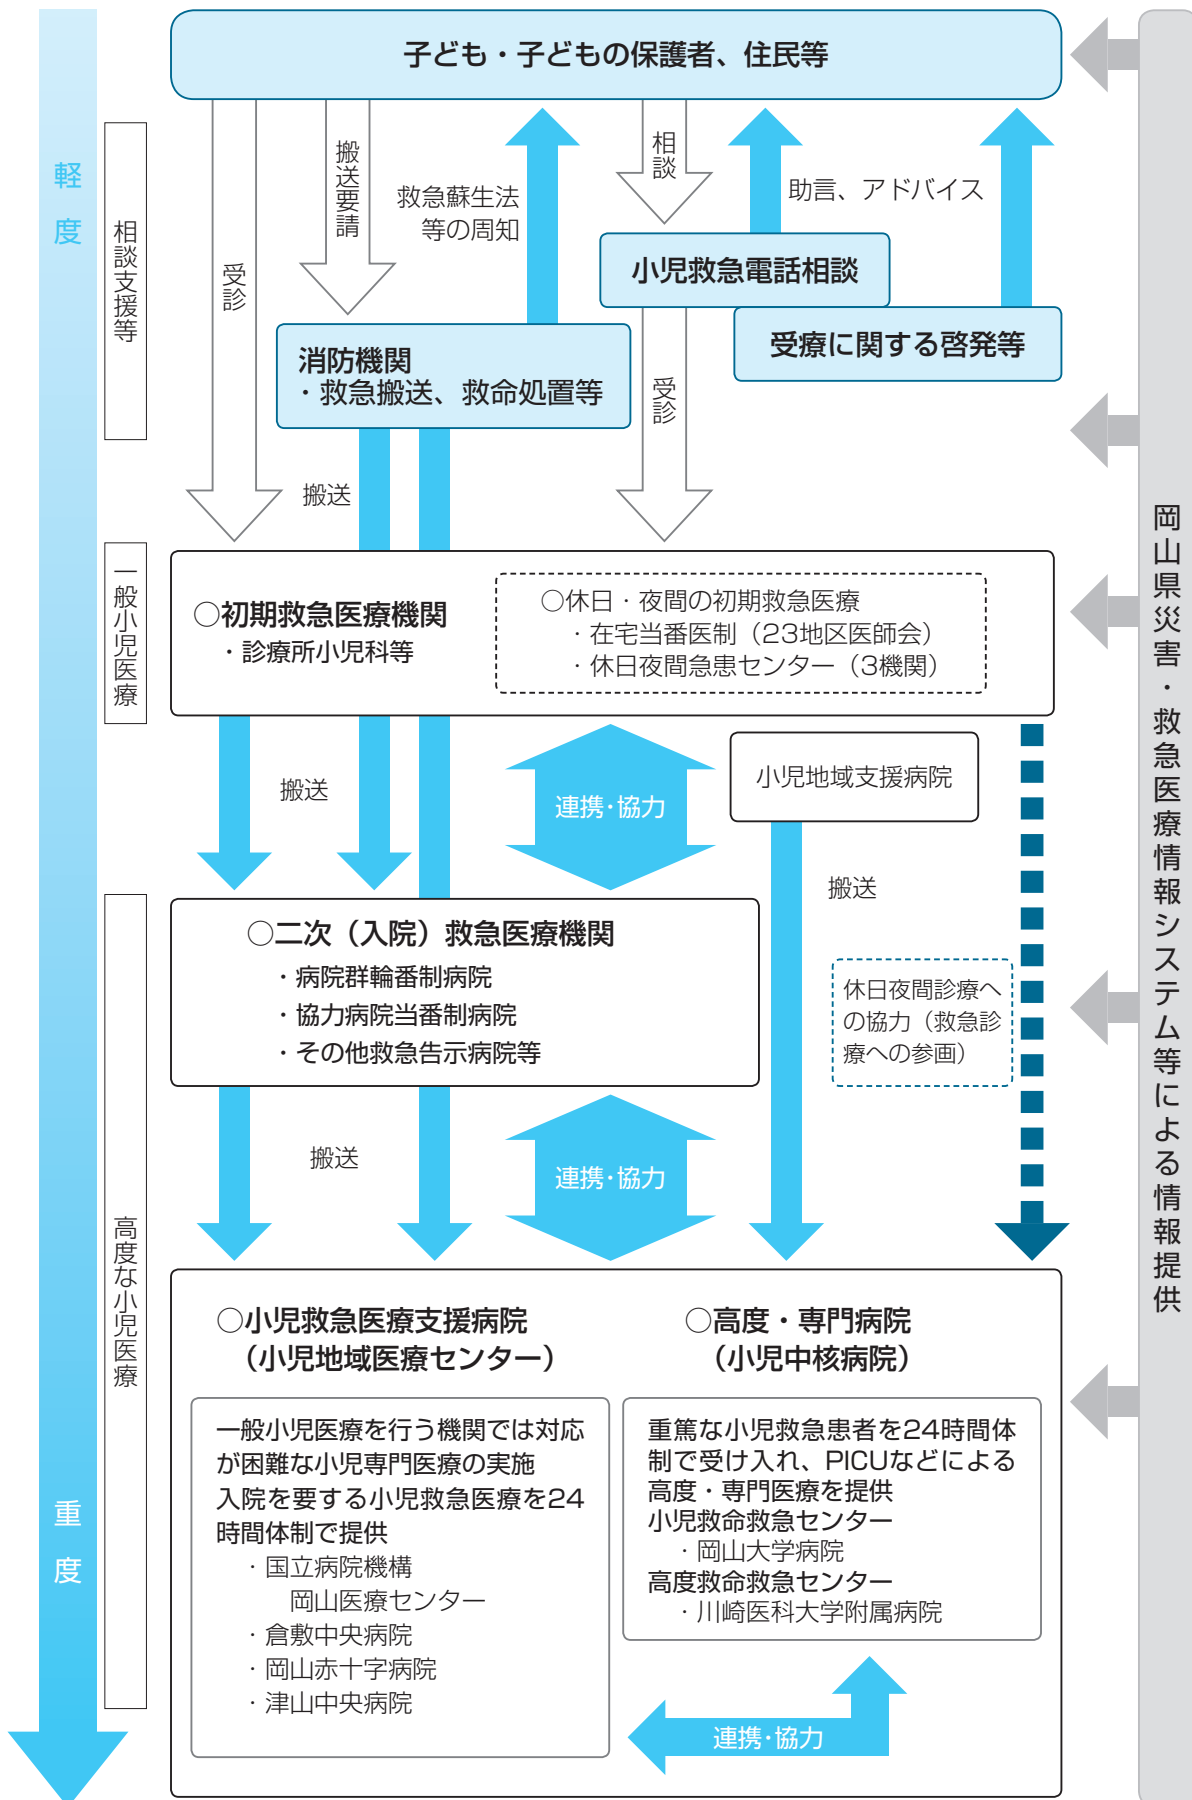 子ども・子どもの保護者、住民等
軽度
相談支援等
受診
搬送要請
救急蘇生法
等の周知
相談
助言、アドバイス
小児救急電話相談
受療に関する啓発等
消防機関
・救急搬送、救命処置等
受診
搬送
一般小児医療
○初期救急医療機関
・診療所小児科等
○休日・夜間の初期救急医療
・在宅当番医制（23地区医師会）
・休日夜間急患センター（3機関）
搬送
連携・協力
小児地域支援病院
搬送
高度な小児医療
○二次（入院）救急医療機関
・病院群輪番制病院
・協力病院当番制病院
・その他救急告示病院等
休日夜間診療へ
の協力（救急診
療への参画）
搬送
連携・協力
○小児救急医療支援病院
（小児地域医療センター）
一般小児医療を行う機関では対応
が困難な小児専門医療の実施
入院を要する小児救急医療を24
時間体制で提供
・国立病院機構
岡山医療センター
・倉敷中央病院
・岡山赤十字病院
・津山中央病院
○高度・専門病院
（小児中核病院）
重篤な小児救急患者を24時間体
制で受け入れ、PICUなどによる
高度・専門医療を提供
小児救命救急センター
・岡山大学病院
高度救命救急センター
・川崎医科大学附属病院
連携・協力
重度
岡山県災害・救急医療情報システム等による情報提供